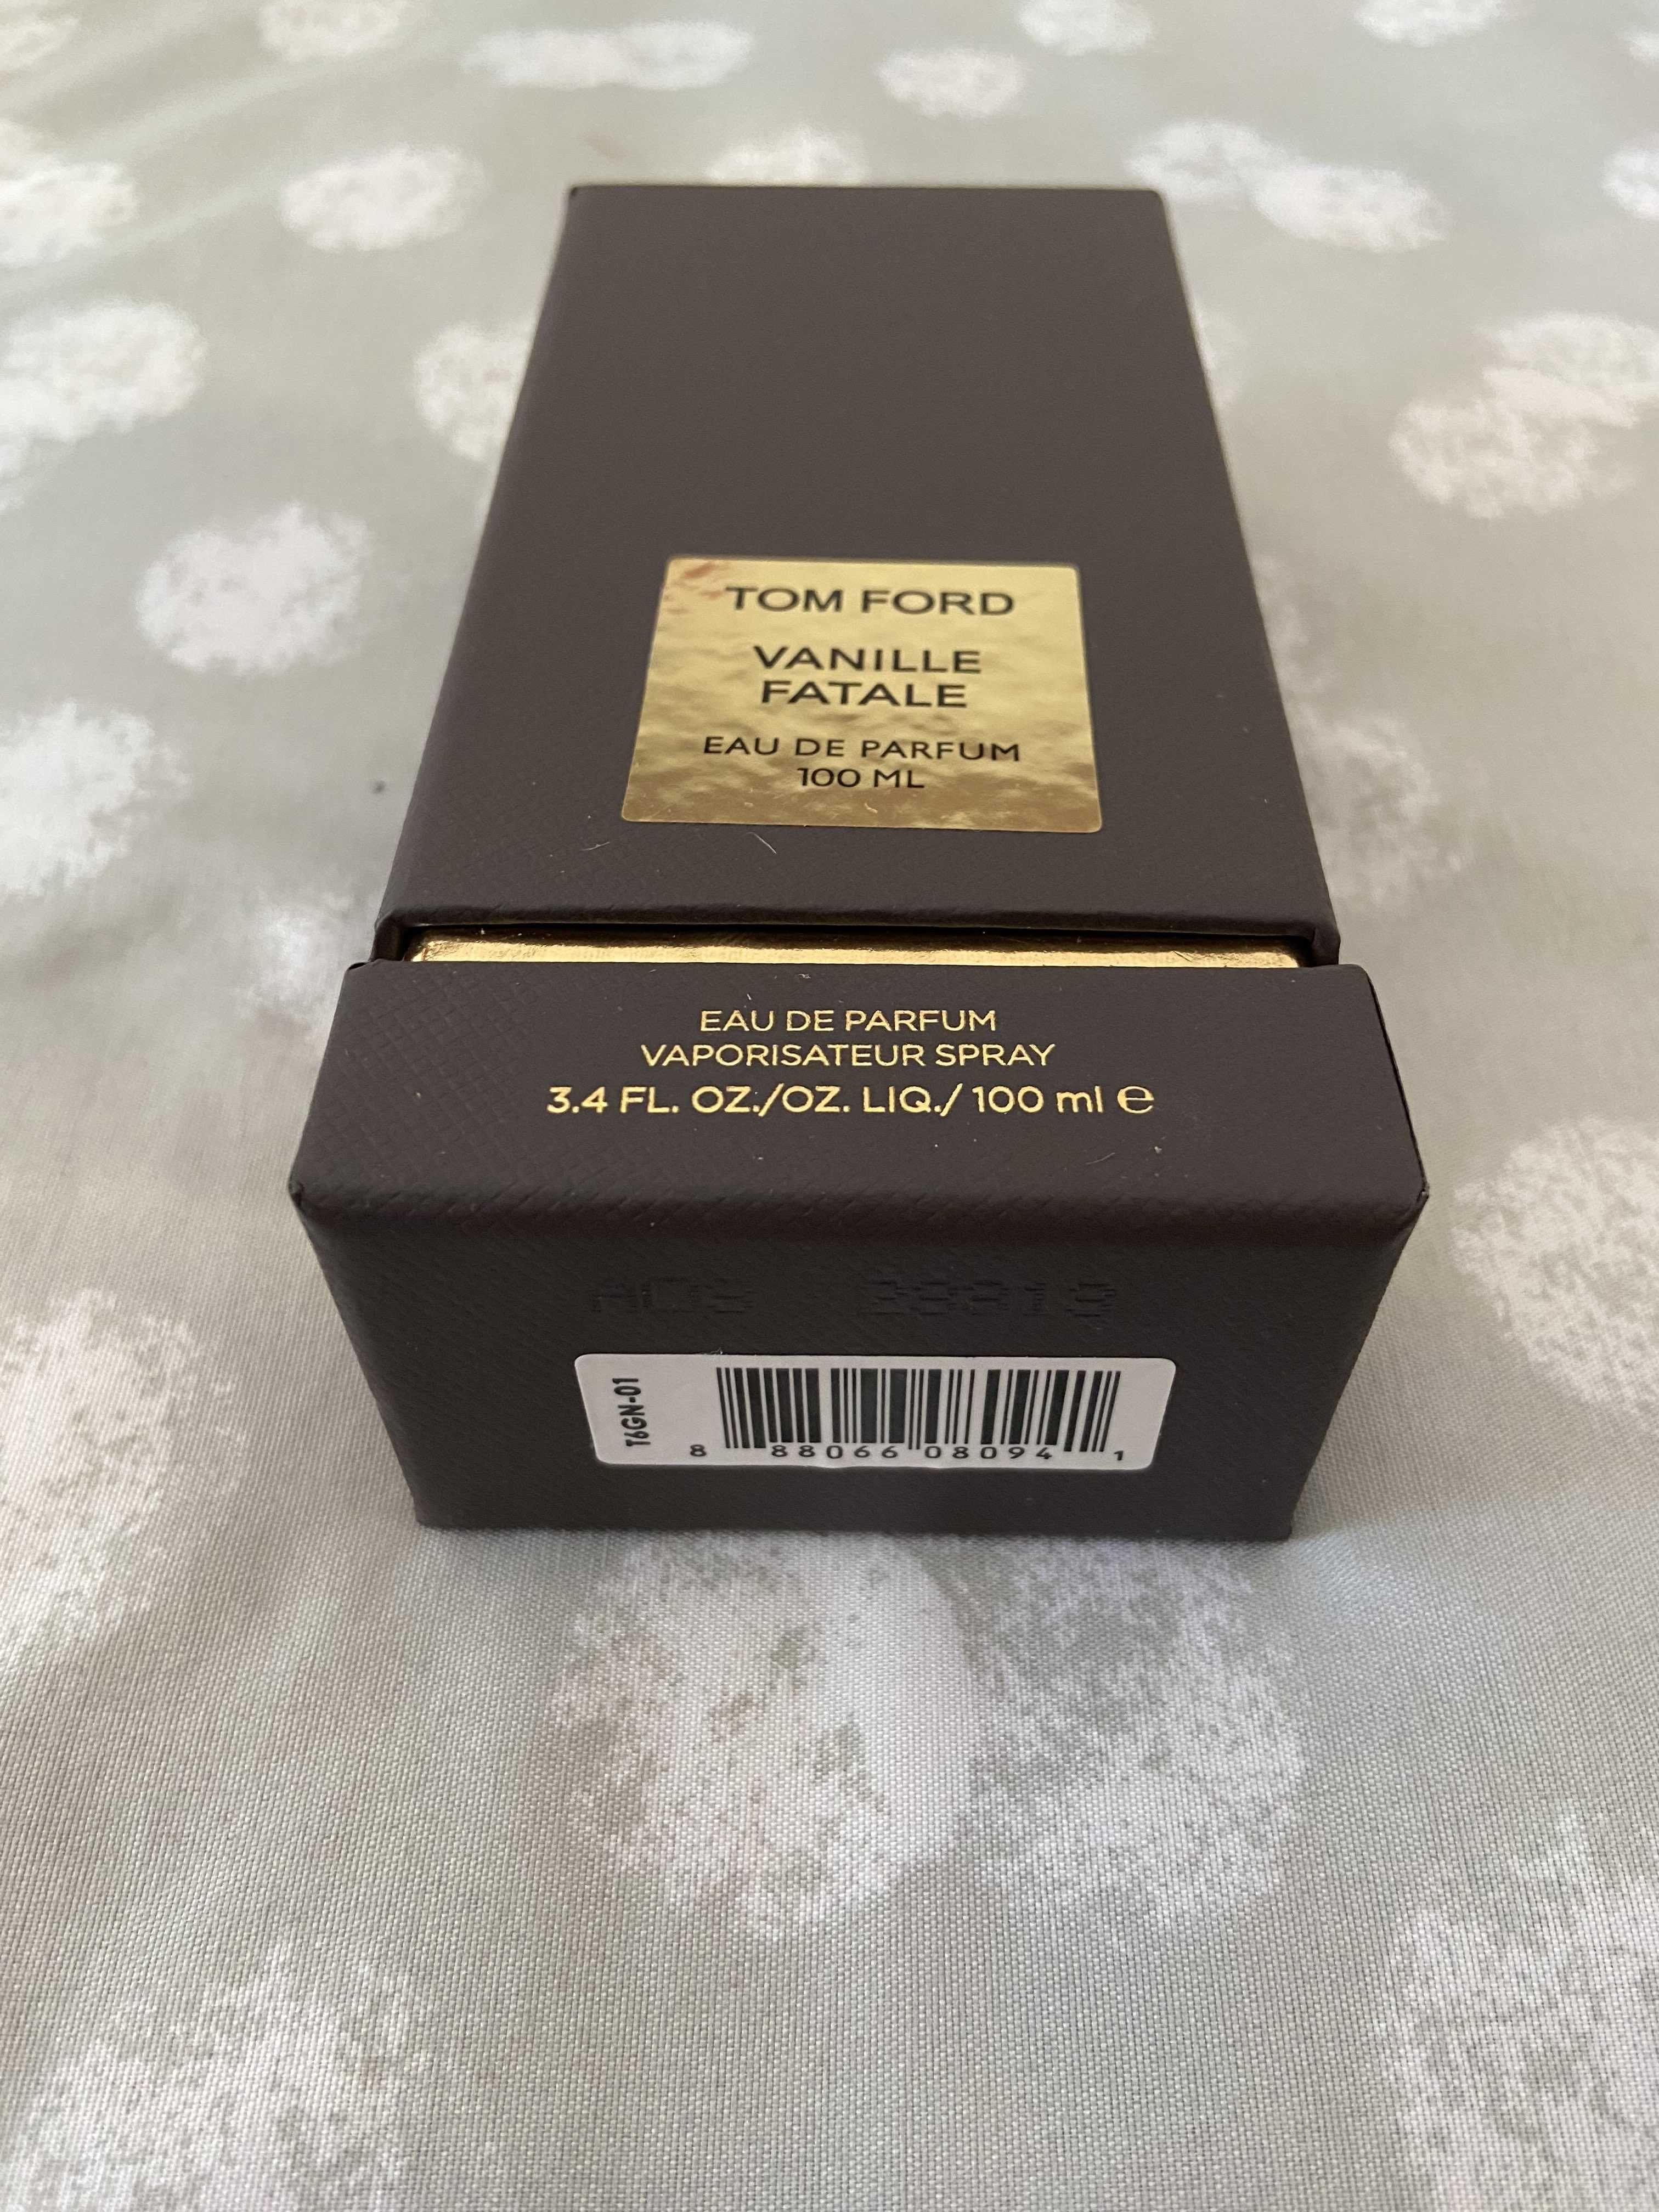 TOM FORD
VANILLE
FATALE
EAU DE PARFUM
100 ML
EAU DE PARFUM
VAPORISATEUR SPRAY
3.4 FL. OZ./OZ. LIQ./ 100 ml ℮
T6GN-01
8 88066 08094 1